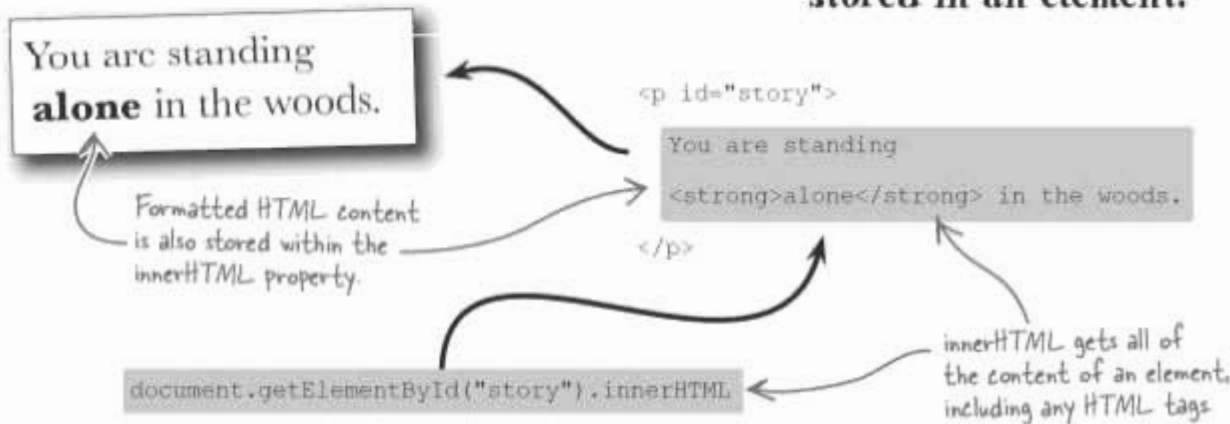 stored in an element.
You are standing
alone in the woods.
<p id="story">
You are standing
<strong>alone</strong> in the woods.
</p>
Formatted HTML content
is also stored within the
innerHTML property.
document.getElementById("story").innerHTML
innerHTML gets all of
the content of an element,
including any HTML tags